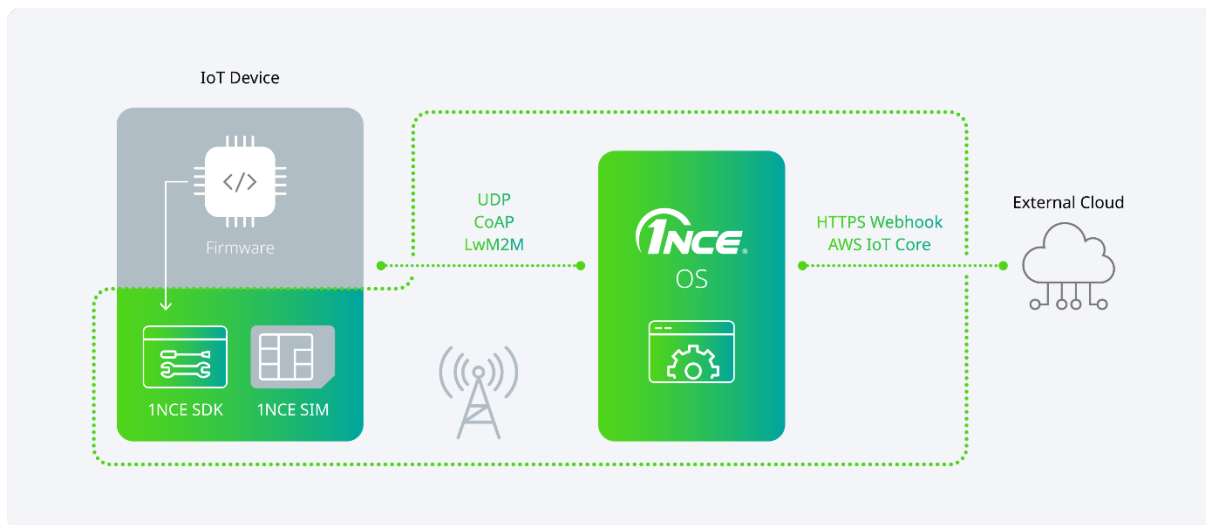 IoT Device
</>
Firmware
1NCE SDK
1NCE SIM
UDP
CoAP
LwM2M
1NCE®
OS
HTTPS Webhook
AWS IoT Core
External Cloud